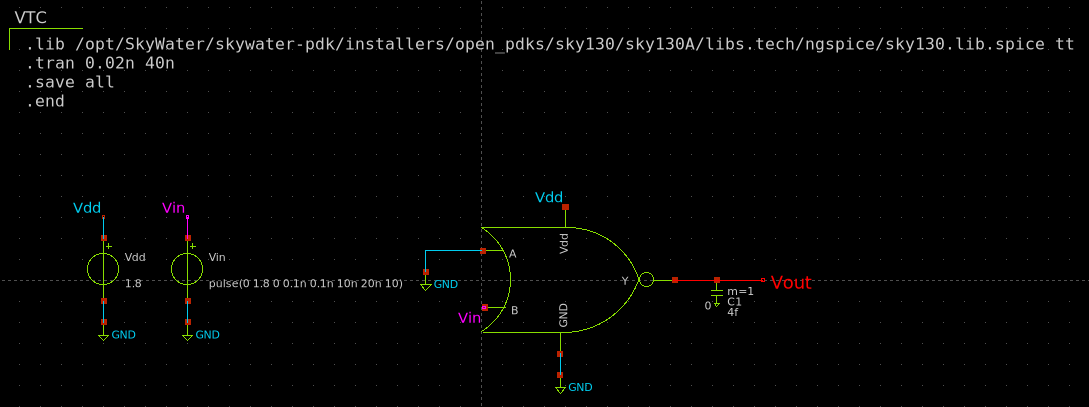 VTC
.lib /opt/SkyWater/skywater-pdk/installers/open_pdks/sky130/sky130A/libs.tech/ngspice/sky130.lib.spice tt
.tran 0.02n 40n
.save all
.end
Vdd
Vin
Vdd
+
Vdd
1.8
+
Vin
pulse(0 1.8 0 0.1n 0.1n 10n 20n 10)
Vdd
A
Y
GND
B
Vin
GND
m=1
C1
4f
0
Vout
GND
GND
GND